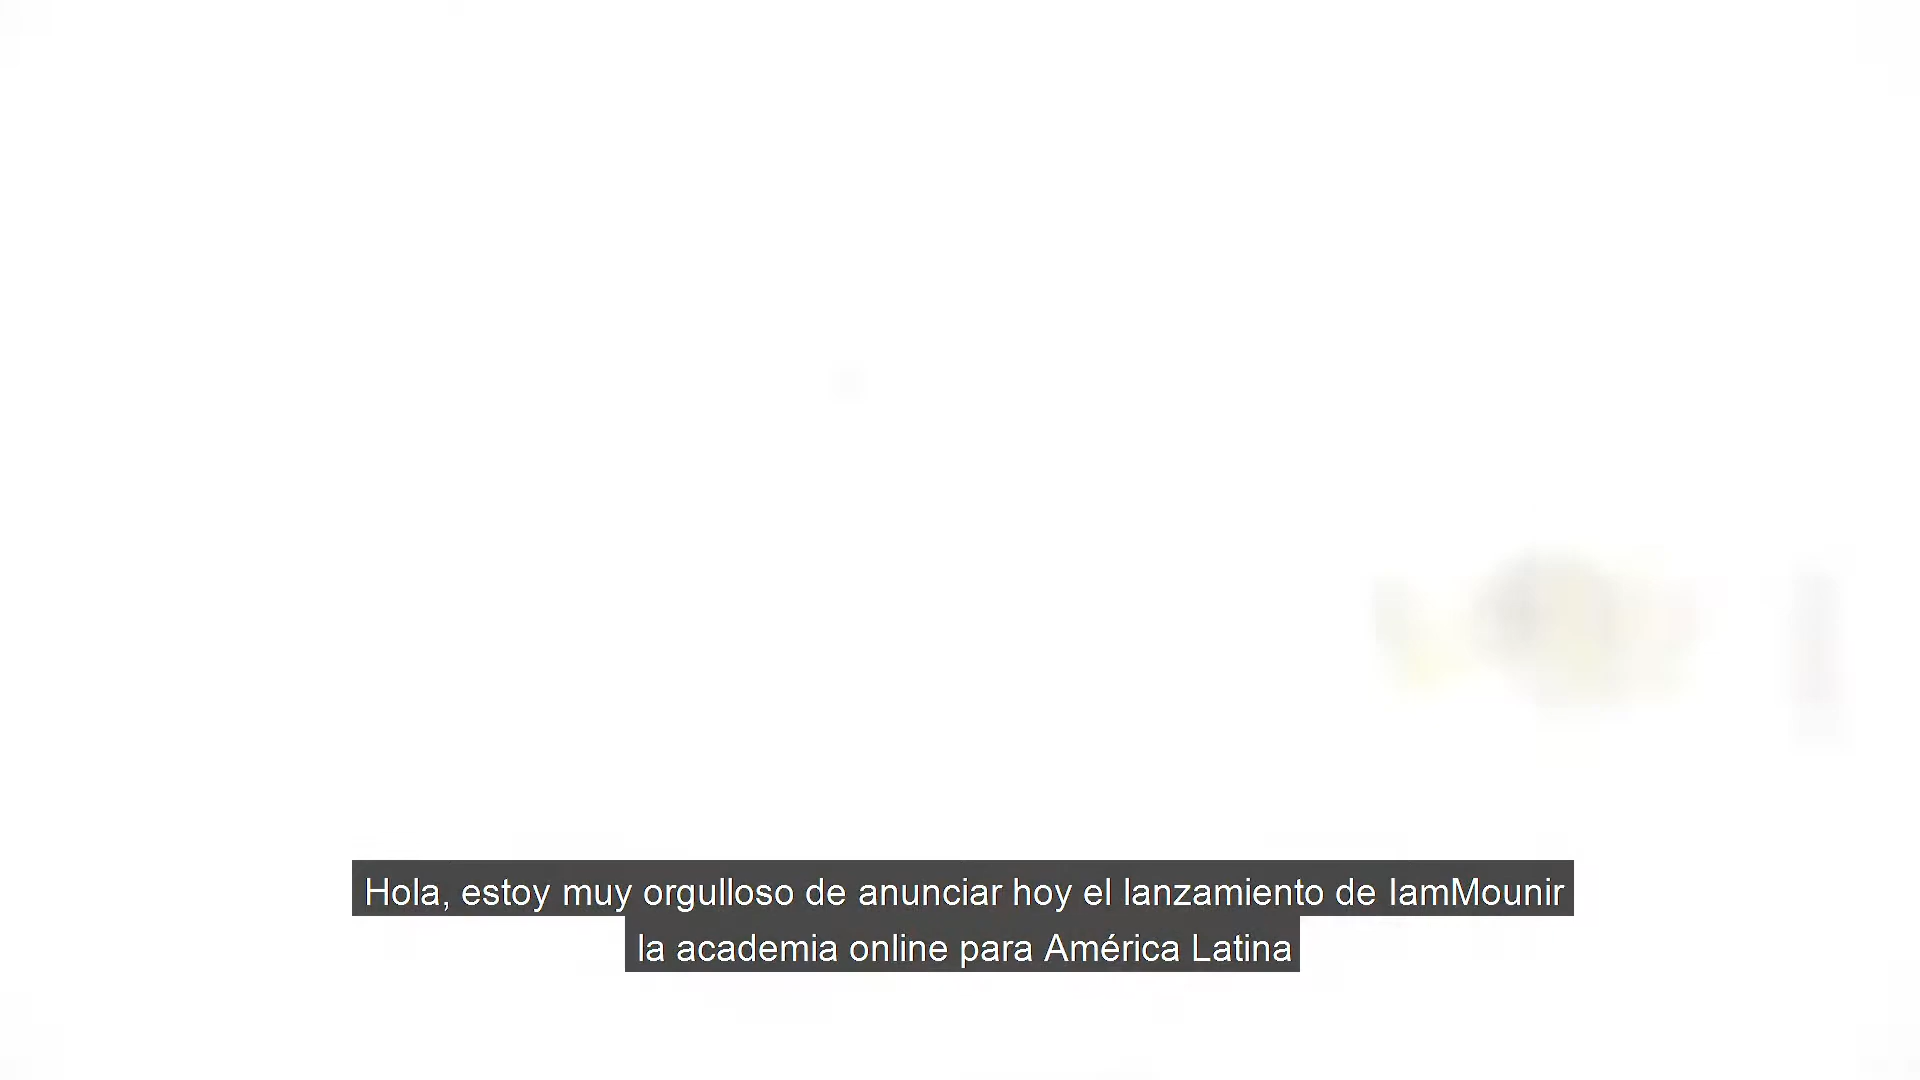 Hola, estoy muy orgulloso de anunciar hoy el lanzamiento de IamMounir
la academia online para América Latina